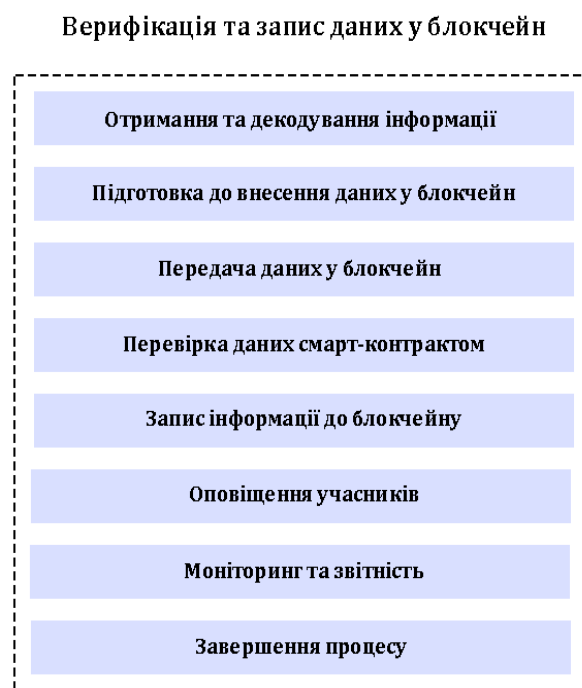 Верифікація та запис даних у блокчейн
Отримання та декодування інформації
Підготовка до внесення даних у блокчейн
Передача даних у блокчейн
Перевірка даних смарт-контрактом
Запис інформації до блокчейну
Оповіщення учасників
Моніторинг та звітність
Завершення процесу